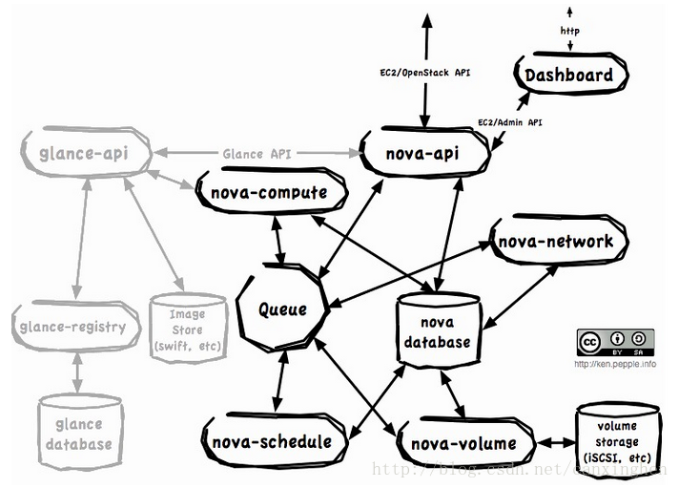 http
EC2/OpenStack API
Dashboard
EC2/Admin API
glance-api
Glance API
nova-api
nova-compute
nova-network
Queue
glance-registry
Image
Store
(swift, etc)
nova
database
cc
BY SA
http://ken.pepple.info
glance
database
nova-schedule
nova-volume
volume
storage
(iSCSI, etc)